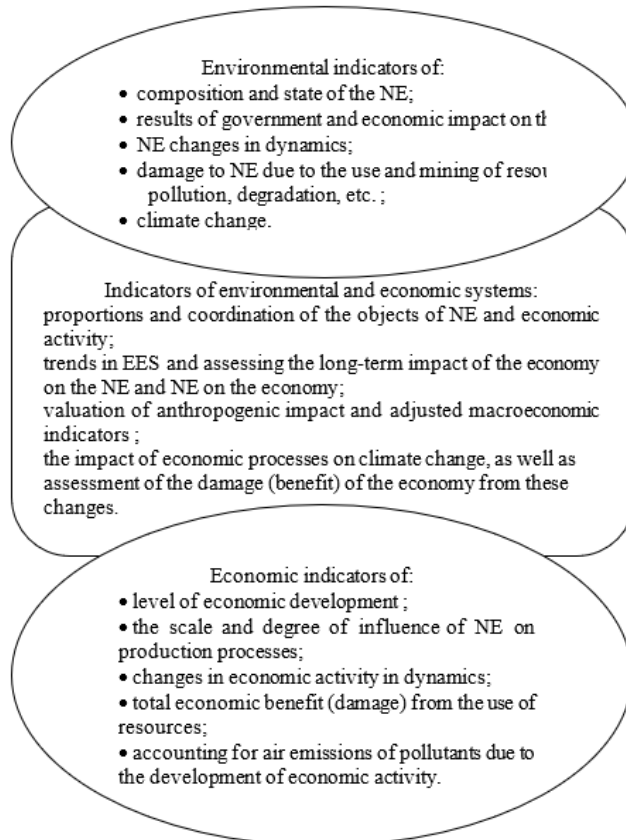 Environmental indicators of:
• composition and state of the NE;
• results of government and economic impact on
• NE changes in dynamics;
• damage to NE due to the use and mining of
pollution, degradation, etc. ;
• climate change.
Indicators of environmental and economic systems:
proportions and coordination of the objects of NE and economic
activity;
trends in EES and assessing the long-term impact of the economy
on the NE and NE on the economy;
valuation of anthropogenic impact and adjusted macroeconomic
indicators ;
the impact of economic processes on climate change, as well as
assessment of the damage (benefit) of the economy from these
changes.
Economic indicators of:
• level of economic development ;
• the scale and degree of influence of NE on
production processes;
• changes in economic activity in dynamics;
• total economic benefit (damage) from the use of
resources;
• accounting for air emissions of pollutants due to
the development of economic activity.